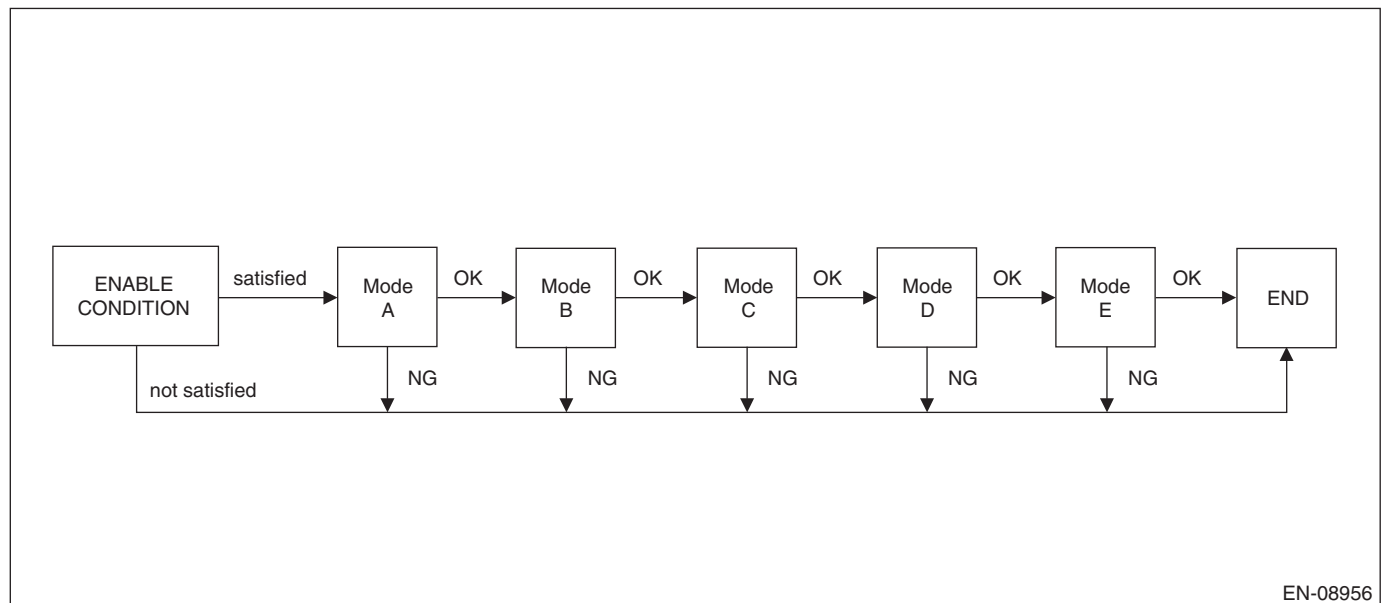 ENABLE
CONDITION
satisfied
Mode
A
OK
Mode
B
OK
Mode
C
OK
Mode
D
OK
Mode
E
OK
END
not satisfied
NG
NG
NG
NG
NG
EN-08956